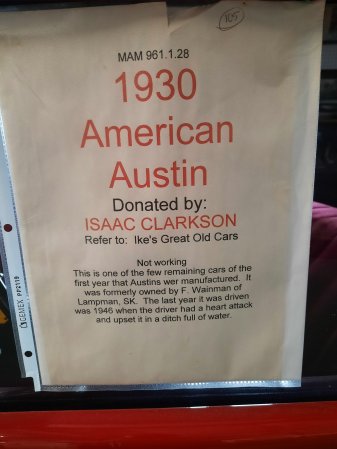 105
MAM 961.1.28
1930
American
Austin
Donated by:
ISAAC CLARKSON
Refer to: Ike's Great Old Cars
Not working
This is one of the few remaining cars of the
first year that Austins wer manufactured. It
was formerly owned by F. Wainman of
Lampman, SK. The last year it was driven
was 1946 when the driver had a heart attack
and upset it in a ditch full of water.
GEMEX PF2110